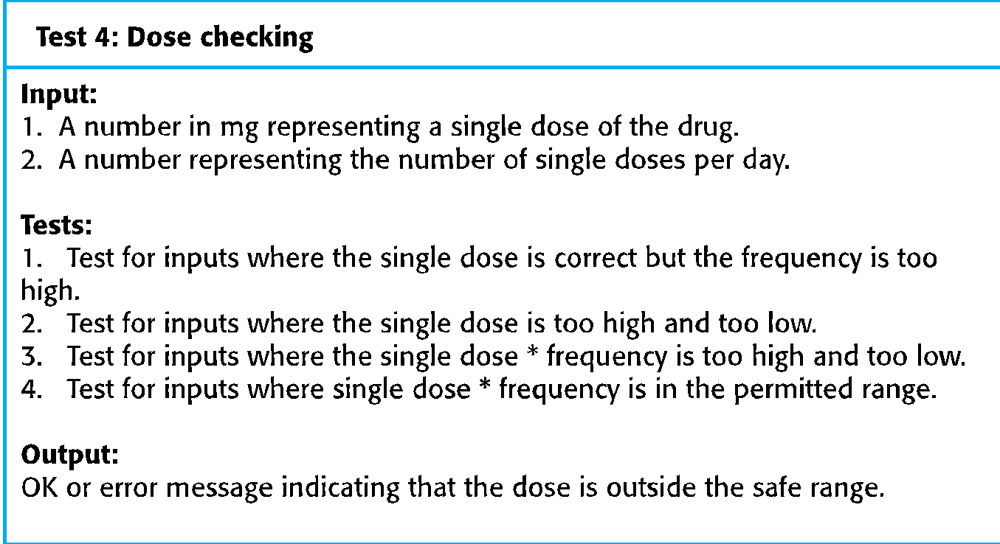 Test 4: Dose checking
Input:
1. A number in mg representing a single dose of the drug.
2. A number representing the number of single doses per day.
Tests:
1. Test for inputs where the single dose is correct but the frequency is too
high.
2. Test for inputs where the single dose is too high and too low.
3. Test for inputs where the single dose * frequency is too high and too low.
4. Test for inputs where single dose * frequency is in the permitted range.
Output:
OK or error message indicating that the dose is outside the safe range.